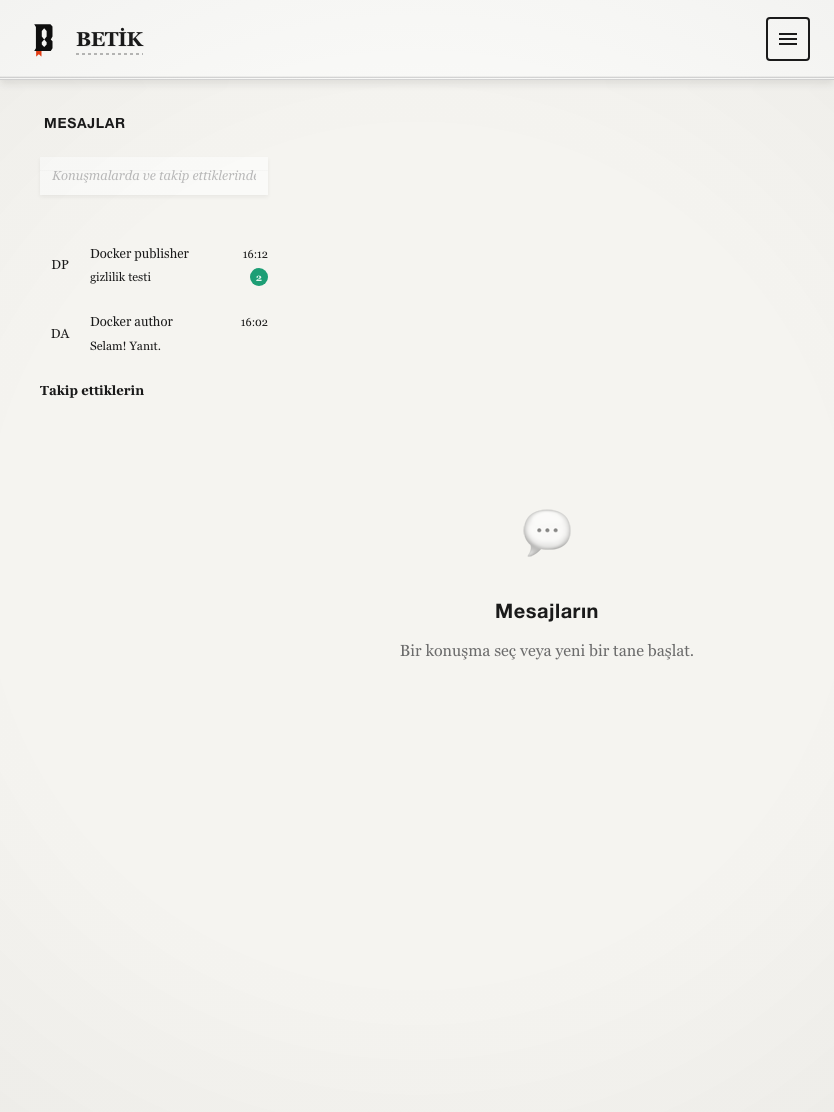 BETİK
MESAJLAR
Konuşmalarda ve takip ettiklerinde
DP
Docker publisher
16:12
gizlilik testi
2
DA
Docker author
16:02
Selam! Yanıt.
Takip ettiklerin
Mesajların
Bir konuşma seç veya yeni bir tane başlat.